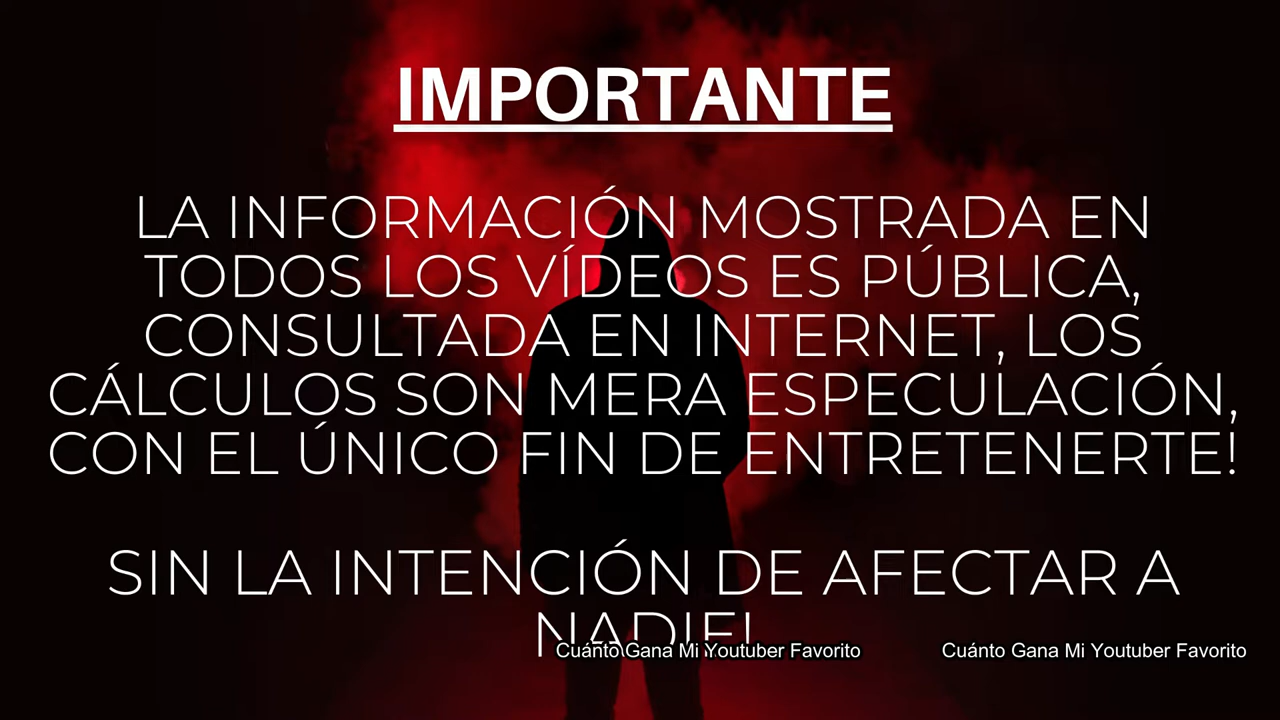 IMPORTANTE
LA INFORMACIÓN MOSTRADA EN
TODOS LOS VÍDEOS ES PÚBLICA,
CONSULTADA EN INTERNET, LOS
CÁLCULOS SON MERA ESPECULACIÓN,
CON EL ÚNICO FIN DE ENTRETENERTE!
SIN LA INTENCIÓN DE AFECTAR A
NADIE!
Cuánto Gana Mi Youtuber Favorito
Cuánto Gana Mi Youtuber Favorito